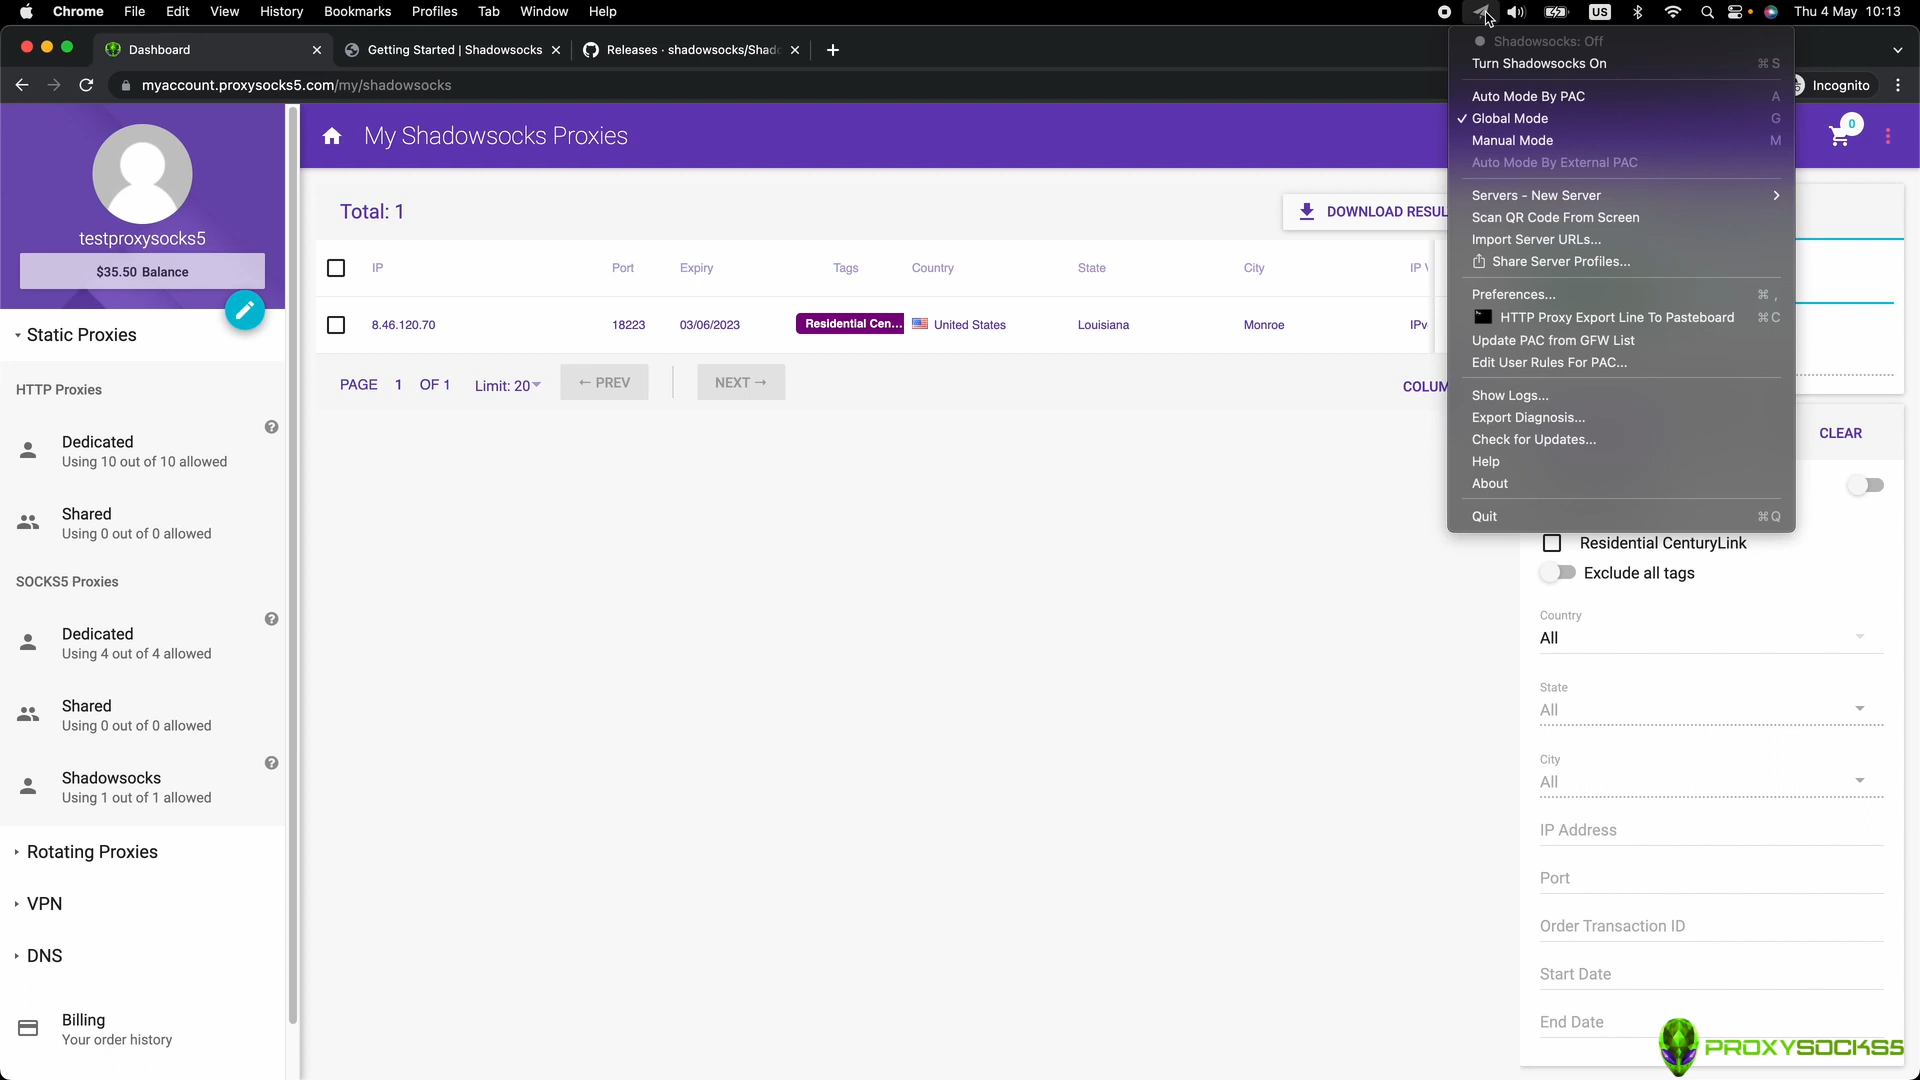 Chrome File Edit View History Bookmarks Profiles Tab Window Help
US Thu 4 May 10:13
Dashboard
Getting Started | Shadowsocks
Releases · shadowsocks/Shad
myaccount.proxysocks5.com/my/shadowsocks
Incognito
testproxysocks5
$35.50 Balance
Static Proxies
HTTP Proxies
Dedicated
Using 10 out of 10 allowed
Shared
Using 0 out of 0 allowed
SOCKS5 Proxies
Dedicated
Using 4 out of 4 allowed
Shared
Using 0 out of 0 allowed
Shadowsocks
Using 1 out of 1 allowed
Rotating Proxies
VPN
DNS
Billing
Your order history
My Shadowsocks Proxies
0
Total: 1
DOWNLOAD RESUL
IP Port Expiry Tags Country State City IP V
8.46.120.70 18223 03/06/2023 Residential Cen... United States Louisiana Monroe IPv
PAGE 1 OF 1 Limit: 20 ← PREV NEXT →
COLUM
Shadowsocks: Off
Turn Shadowsocks On ⌘ S
Auto Mode By PAC A
✓ Global Mode G
Manual Mode M
Auto Mode By External PAC
Servers - New Server
Scan QR Code From Screen
Import Server URLs...
Share Server Profiles...
Preferences... ⌘ ,
HTTP Proxy Export Line To Pasteboard ⌘ C
Update PAC from GFW List
Edit User Rules For PAC...
Show Logs...
Export Diagnosis...
Check for Updates...
Help
About
Quit ⌘ Q
CLEAR
Residential CenturyLink
Exclude all tags
Country
All
State
All
City
All
IP Address
Port
Order Transaction ID
Start Date
End Date
PROXYSOCKS5